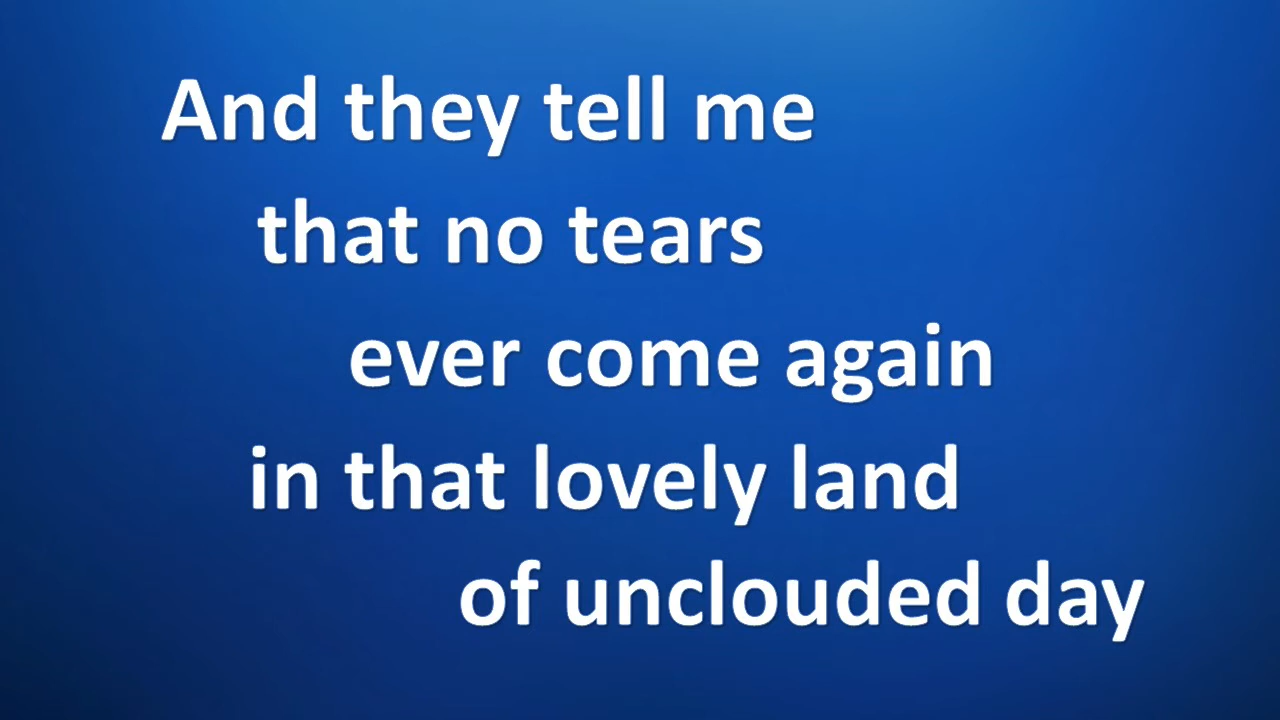 And they tell me
that no tears
ever come again
in that lovely land
of unclouded day